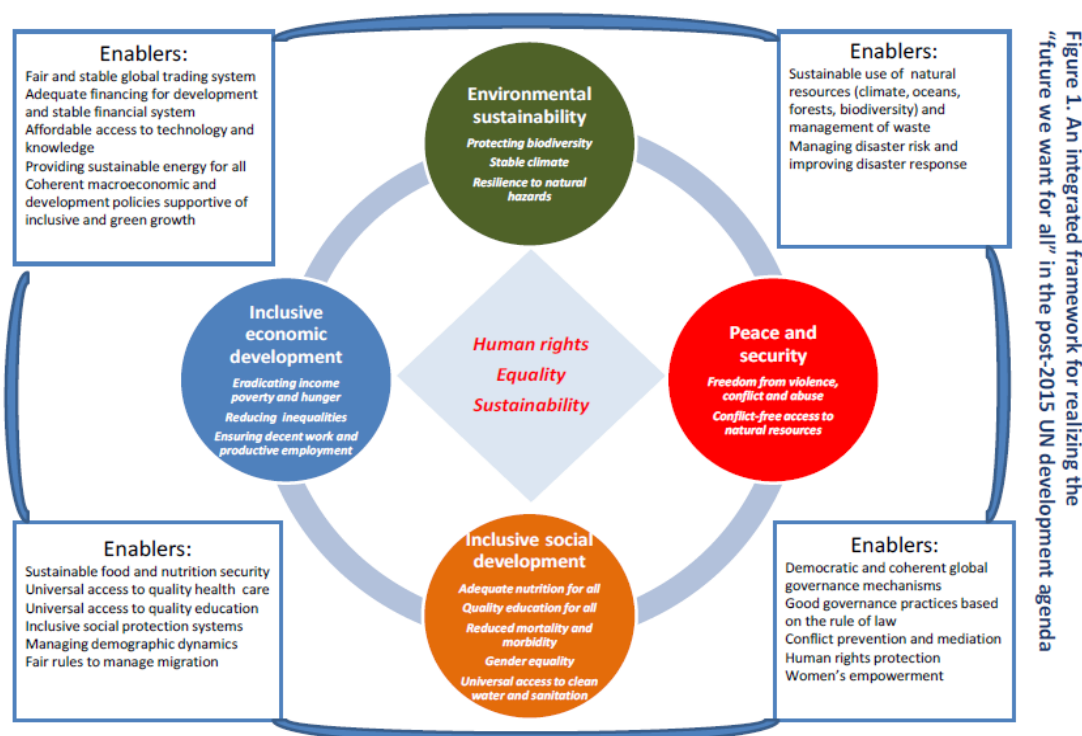 Enablers:
Fair and stable global trading system
Adequate financing for development
and stable financial system
Affordable access to technology and
knowledge
Providing sustainable energy for all
Coherent macroeconomic and
development policies supportive of
inclusive and green growth
Environmental
sustainability
Protecting biodiversity
Stable climate
Resilience to natural
hazards
Enablers:
Sustainable use of natural
resources (climate, oceans,
forests, biodiversity) and
management of waste
Managing disaster risk and
improving disaster response
Inclusive
economic
development
Eradicating income
poverty and hunger
Reducing inequalities
Ensuring decent work and
productive employment
Human rights
Equality
Sustainability
Peace and
security
Freedom from violence,
conflict and abuse
Conflict-free access to
natural resources
Enablers:
Sustainable food and nutrition security
Universal access to quality health care
Universal access to quality education
Inclusive social protection systems
Managing demographic dynamics
Fair rules to manage migration
Inclusive social
development
Adequate nutrition for all
Quality education for all
Reduced mortality and
morbidity
Gender equality
Universal access to clean
water and sanitation
Enablers:
Democratic and coherent global
governance mechanisms
Good governance practices based
on the rule of law
Conflict prevention and mediation
Human rights protection
Women's empowerment
Figure 1. An integrated framework for realizing the
"future we want for all" in the post-2015 UN development agenda